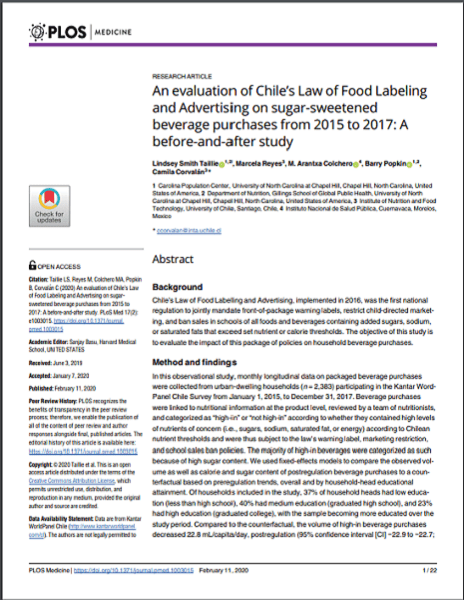 PLOS | MEDICINE
RESEARCH ARTICLE
An evaluation of Chile's Law of Food Labeling
and Advertising on sugar-sweetened
beverage purchases from 2015 to 2017: A
before-and-after study
Lindsey Smith Taillie 1,2*, Marcela Reyes3, M. Arantxa Colchero 4, Barry Popkin 1,2,
Camila Corvalán3*
1 Carolina Population Center, University of North Carolina at Chapel Hill, Chapel Hill, North Carolina, United
States of America, 2 Department of Nutrition, Gillings School of Global Public Health, University of North
Carolina at Chapel Hill, Chapel Hill, North Carolina, United States of America, 3 Institute of Nutrition and Food
Technology, University of Chile, Santiago, Chile, 4 Instituto Nacional de Salud Pública, Cuernavaca, Morelos,
Mexico
* ccorvalan@inta.uchile.cl
Abstract
Background
Chile's Law of Food Labeling and Advertising, implemented in 2016, was the first national
regulation to jointly mandate front-of-package warning labels, restrict child-directed market-
ing, and ban sales in schools of all foods and beverages containing added sugars, sodium,
or saturated fats that exceed set nutrient or calorie thresholds. The objective of this study is
to evaluate the impact of this package of policies on household beverage purchases.
Method and findings
In this observational study, monthly longitudinal data on packaged beverage purchases
were collected from urban-dwelling households (n = 2,383) participating in the Kantar World-
Panel Chile Survey from January 1, 2015, to December 31, 2017. Beverage purchases
were linked to nutritional information at the product level, reviewed by a team of nutritionists,
and categorized as "high-in" or "not high-in" according to whether they contained high levels
of nutrients of concern (i.e., sugars, sodium, saturated fat, or energy) according to Chilean
nutrient thresholds and were thus subject to the law's warning label, marketing restriction,
and school sales ban policies. The majority of high-in beverages were categorized as such
because of high sugar content. We used fixed-effects models to compare the observed vol-
ume as well as calorie and sugar content of postregulation beverage purchases to a coun-
terfactual based on preregulation trends, overall and by household-head educational
attainment. Of households included in the study, 37% of household heads had low educa-
tion (less than high school), 40% had medium education (graduated high school), and 23%
had high education (graduated college), with the sample becoming more educated over the
study period. Compared to the counterfactual, the volume of high-in beverage purchases
decreased 22.8 mL/capita/day, postregulation (95% confidence interval [CI] −22.9 to −22.7;
Check for
updates
OPEN ACCESS
Citation: Taillie LS, Reyes M, Colchero MA, Popkin
B, Corvalán C (2020) An evaluation of Chile's Law
of Food Labeling and Advertising on sugar-
sweetened beverage purchases from 2015 to
2017: A before-and-after study. PLoS Med 17(2):
e1003015. https://doi.org/10.1371/journal.
pmed.1003015
Academic Editor: Sanjay Basu, Harvard Medical
School, UNITED STATES
Received: June 3, 2019
Accepted: January 7, 2020
Published: February 11, 2020
Peer Review History: PLOS recognizes the
benefits of transparency in the peer review
process; therefore, we enable the publication of
all of the content of peer review and author
responses alongside final, published articles. The
editorial history of this article is available here:
https://doi.org/10.1371/journal.pmed.1003015
Copyright: © 2020 Taillie et al. This is an open
access article distributed under the terms of the
Creative Commons Attribution License, which
permits unrestricted use, distribution, and
reproduction in any medium, provided the original
author and source are credited.
Data Availability Statement: Data are from Kantar
WorldPanel Chile (http://www.kantarworldpanel.
com/cl). The authors are not legally permitted to
PLOS Medicine | https://doi.org/10.1371/journal.pmed.1003015 February 11, 2020
1 / 22